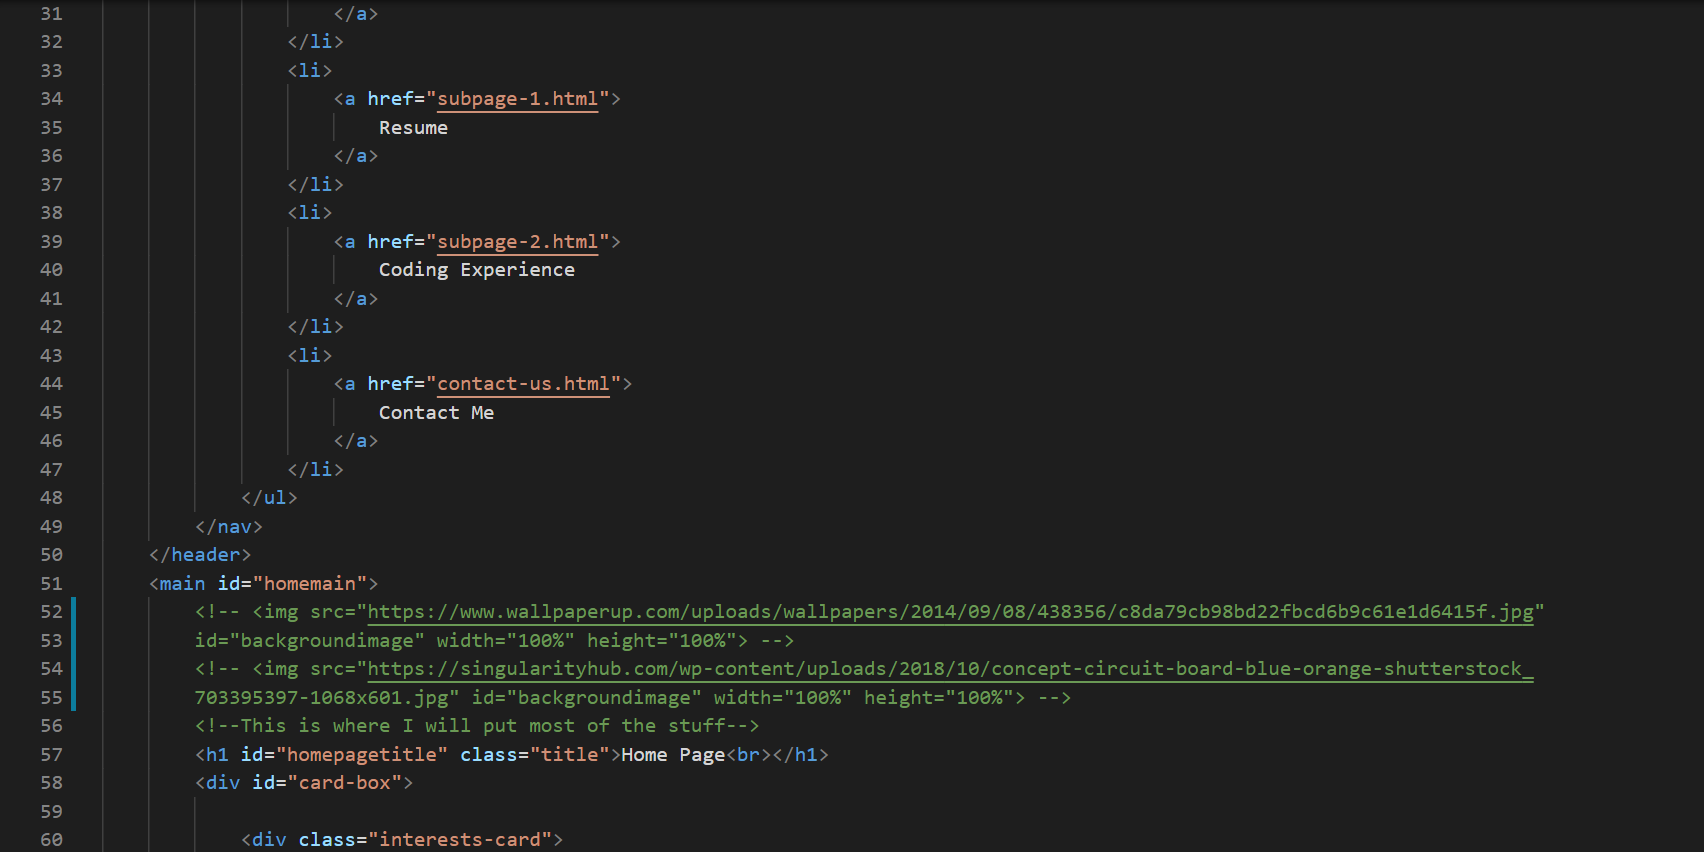 31 </a>
32 </li>
33 <li>
34 <a href="subpage-1.html">
35 Resume
36 </a>
37 </li>
38 <li>
39 <a href="subpage-2.html">
40 Coding Experience
41 </a>
42 </li>
43 <li>
44 <a href="contact-us.html">
45 Contact Me
46 </a>
47 </li>
48 </ul>
49 </nav>
50 </header>
51 <main id="homemain">
52 <!-- <img src="https://www.wallpaperup.com/uploads/wallpapers/2014/09/08/438356/c8da79cb98bd22fbcd6b9c61e1d6415f.jpg"
53 id="backgroundimage" width="100%" height="100%"> -->
54 <!-- <img src="https://singularityhub.com/wp-content/uploads/2018/10/concept-circuit-board-blue-orange-shutterstock_
55 703395397-1068x601.jpg" id="backgroundimage" width="100%" height="100%"> -->
56 <!--This is where I will put most of the stuff-->
57 <h1 id="homepagetitle" class="title">Home Page<br></h1>
58 <div id="card-box">
59
60 <div class="interests-card">